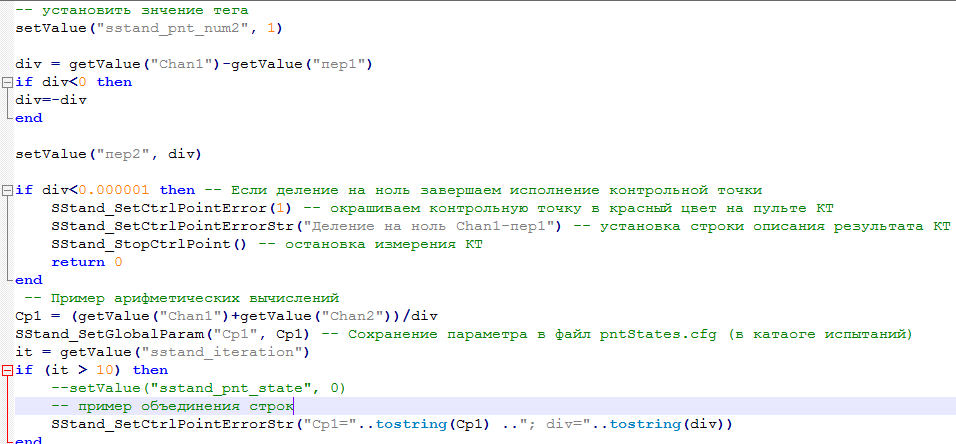 -- установить знчение тега
setValue("sstand_pnt_num2", 1)
div = getValue("Chan1")-getValue("пер1")
if div<0 then
div=-div
end
setValue("пер2", div)
if div<0.000001 then -- Если деление на ноль завершаем исполнение контрольной точки
SStand_SetCtrlPointError(1) -- окрашиваем контрольную точку в красный цвет на пульте КТ
SStand_SetCtrlPointErrorStr("Деление на ноль Chan1-пер1") -- установка строки описания результата КТ
SStand_StopCtrlPoint() -- остановка измерения КТ
return 0
end
-- Пример арифметических вычислений
Cp1 = (getValue("Chan1")+getValue("Chan2"))/div
SStand_SetGlobalParam("Cp1", Cp1) -- Сохранение параметра в файл pntStates.cfg (в катаоге испытаний)
it = getValue("sstand_iteration")
if (it > 10) then
--setValue("sstand_pnt_state", 0)
-- пример объединения строк
SStand_SetCtrlPointErrorStr("Cp1="..tostring(Cp1) .."; div="..tostring(div))
end